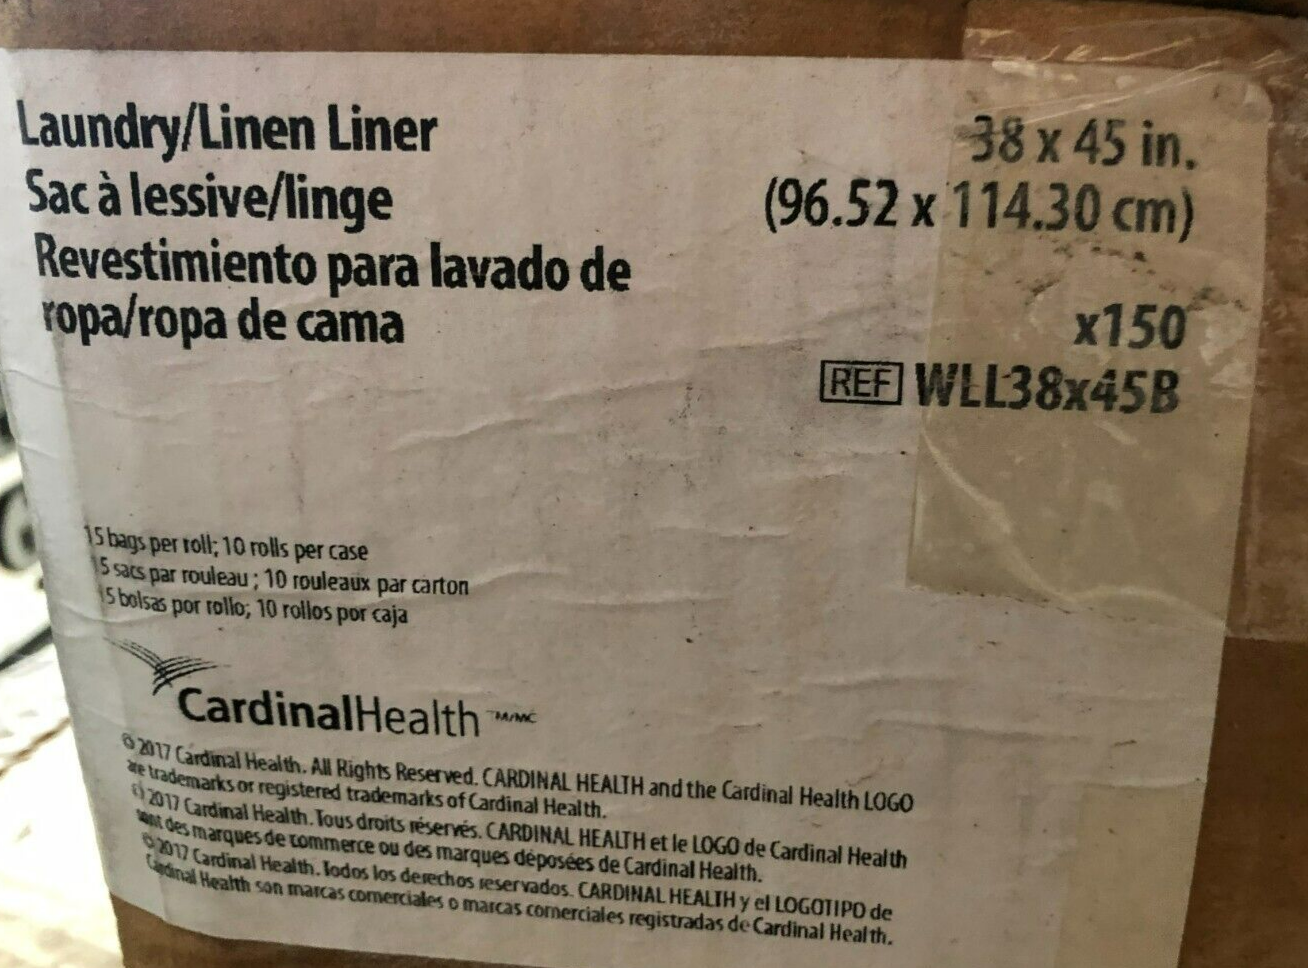 Laundry/Linen Liner
Sac à lessive/linge
Revestimiento para lavado de
ropa/ropa de cama
38 x 45 in.
(96.52 x 114.30 cm)
x150
REF WLL38x45B
15 bags per roll; 10 rolls per case
15 sacs par rouleau ; 10 rouleaux par carton
15 bolsas por rollo; 10 rollos por caja
CardinalHealth ™M/MC
© 2017 Cardinal Health. All Rights Reserved. CARDINAL HEALTH and the Cardinal Health LOGO
are trademarks or registered trademarks of Cardinal Health.
© 2017 Cardinal Health. Tous droits réservés. CARDINAL HEALTH et le LOGO de Cardinal Health
sont des marques de commerce ou des marques déposées de Cardinal Health.
© 2017 Cardinal Health. Todos los derechos reservados. CARDINAL HEALTH y el LOGOTIPO de
Cardinal Health son marcas comerciales o marcas comerciales registradas de Cardinal Health.